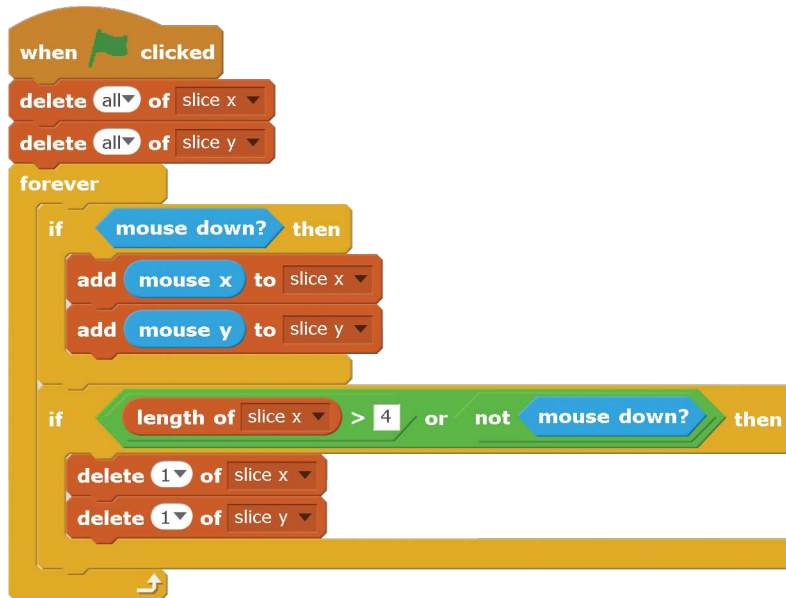 when clicked
delete all of slice x
delete all of slice y
forever
if mouse down? then
add mouse x to slice x
add mouse y to slice y
if length of slice x > 4 or not mouse down? then
delete 1 of slice x
delete 1 of slice y